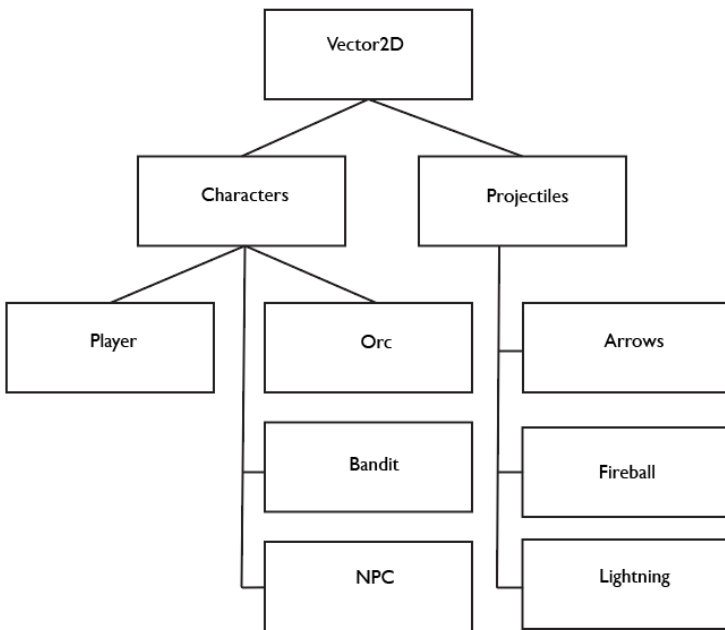 Vector2D
Characters
Projectiles
Player
Orc
Arrows
Bandit
Fireball
NPC
Lightning